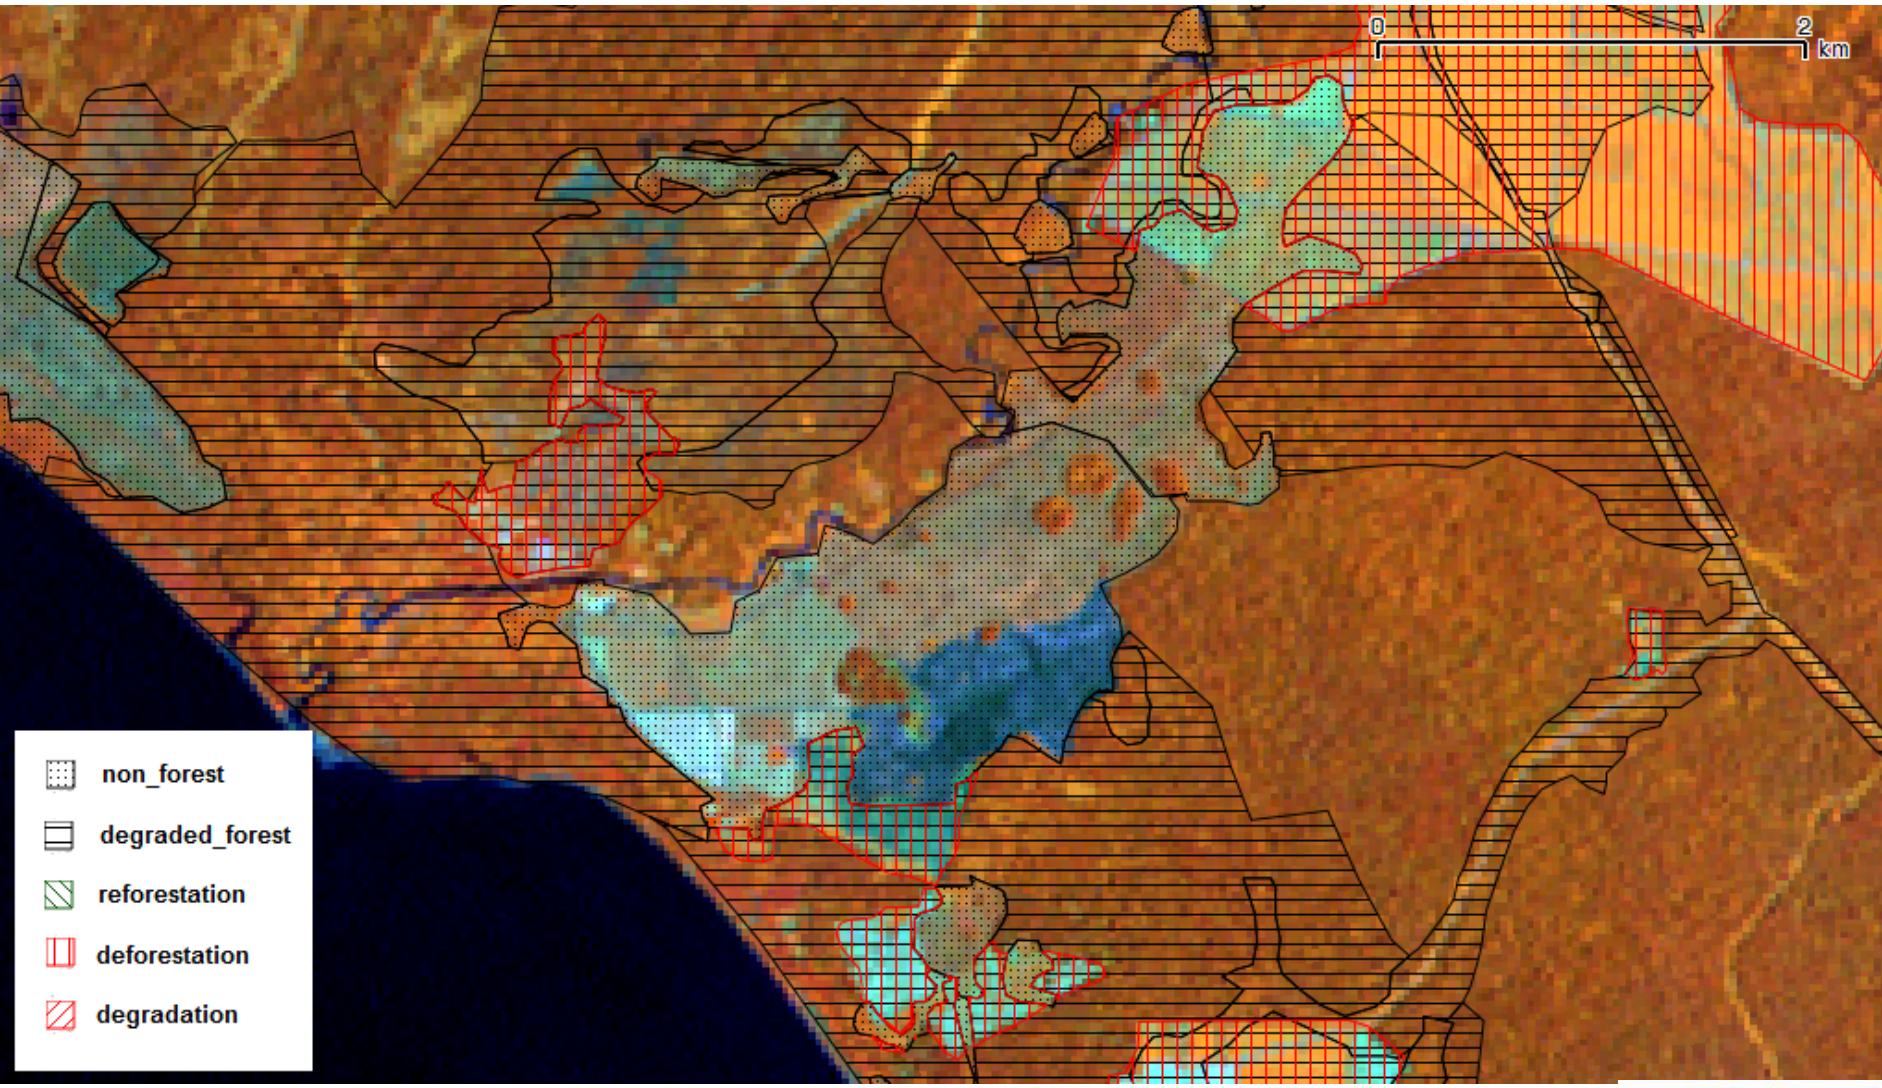 0 2
km
non_forest
degraded_forest
reforestation
deforestation
degradation